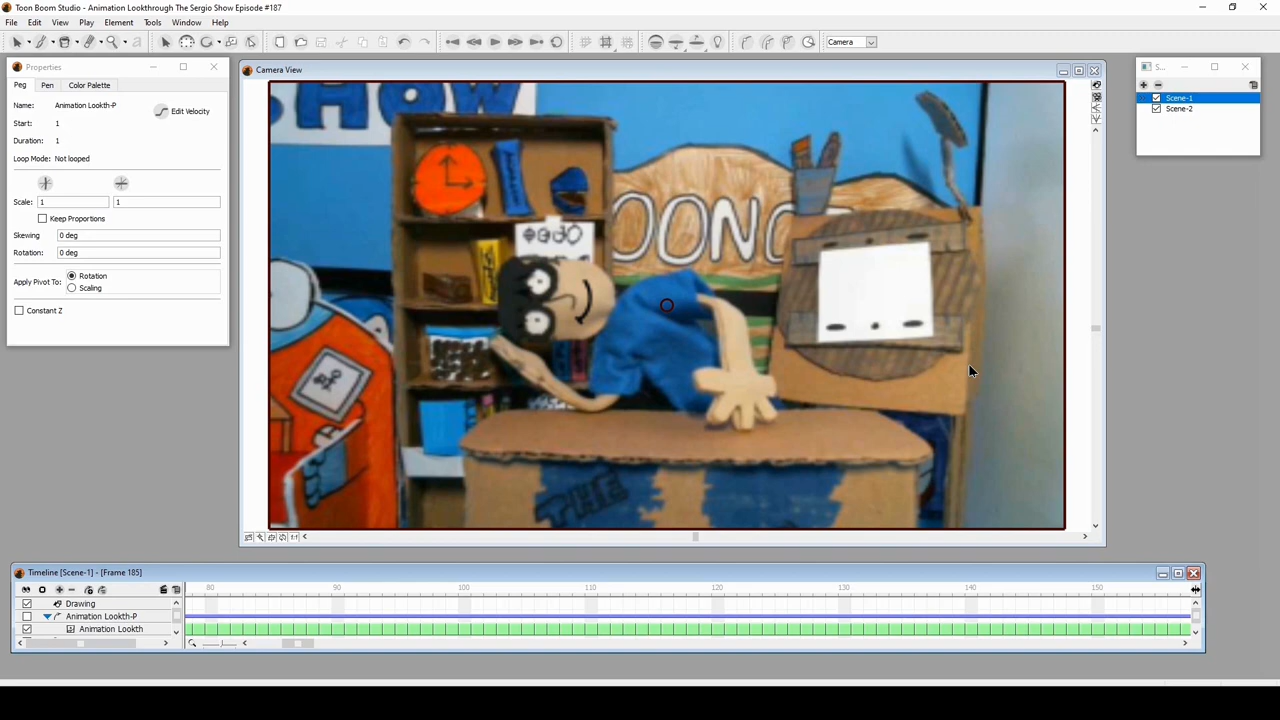 Toon Boom Studio - Animation Lookthrough The Sergio Show Episode #187
File Edit View Play Element Tools Window Help
Camera
Properties
Peg Pen Color Palette
Name: Animation Lookth-P
Edit Velocity
Start: 1
Duration: 1
Loop Mode: Not looped
Scale: 1 1
Keep Proportions
Skewing 0 deg
Rotation: 0 deg
Apply Pivot To: Rotation
Scaling
Constant Z
Camera View
SHOW
OONC
THE
S...
Scene-1
Scene-2
Timeline [Scene-1] - [Frame 185]
80 90 100 110 120 130 140 150
Drawing
Animation Lookth-P
Animation Lookth